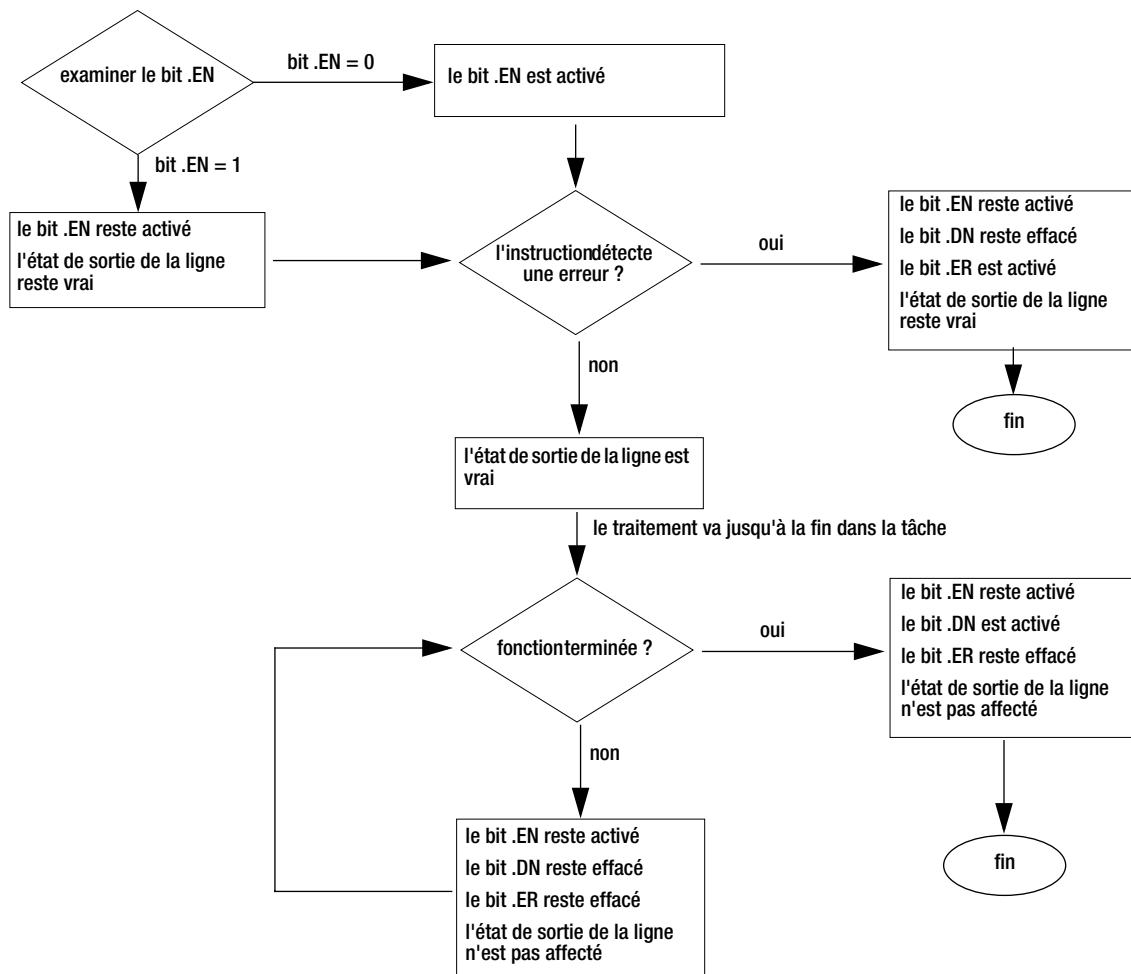 examiner le bit .EN
bit .EN = 0
le bit .EN est activé
bit .EN = 1
le bit .EN reste activé
l'état de sortie de la ligne
reste vrai
l'instruction détecte
une erreur ?
oui
le bit .EN reste activé
le bit .DN reste effacé
le bit .ER est activé
l'état de sortie de la ligne
reste vrai
non
fin
l'état de sortie de la ligne est
vrai
le traitement va jusqu'à la fin dans la tâche
fonction terminée ?
oui
le bit .EN reste activé
le bit .DN est activé
le bit .ER reste effacé
l'état de sortie de la ligne
n'est pas affecté
non
le bit .EN reste activé
le bit .DN reste effacé
le bit .ER reste effacé
l'état de sortie de la ligne
n'est pas affecté
fin